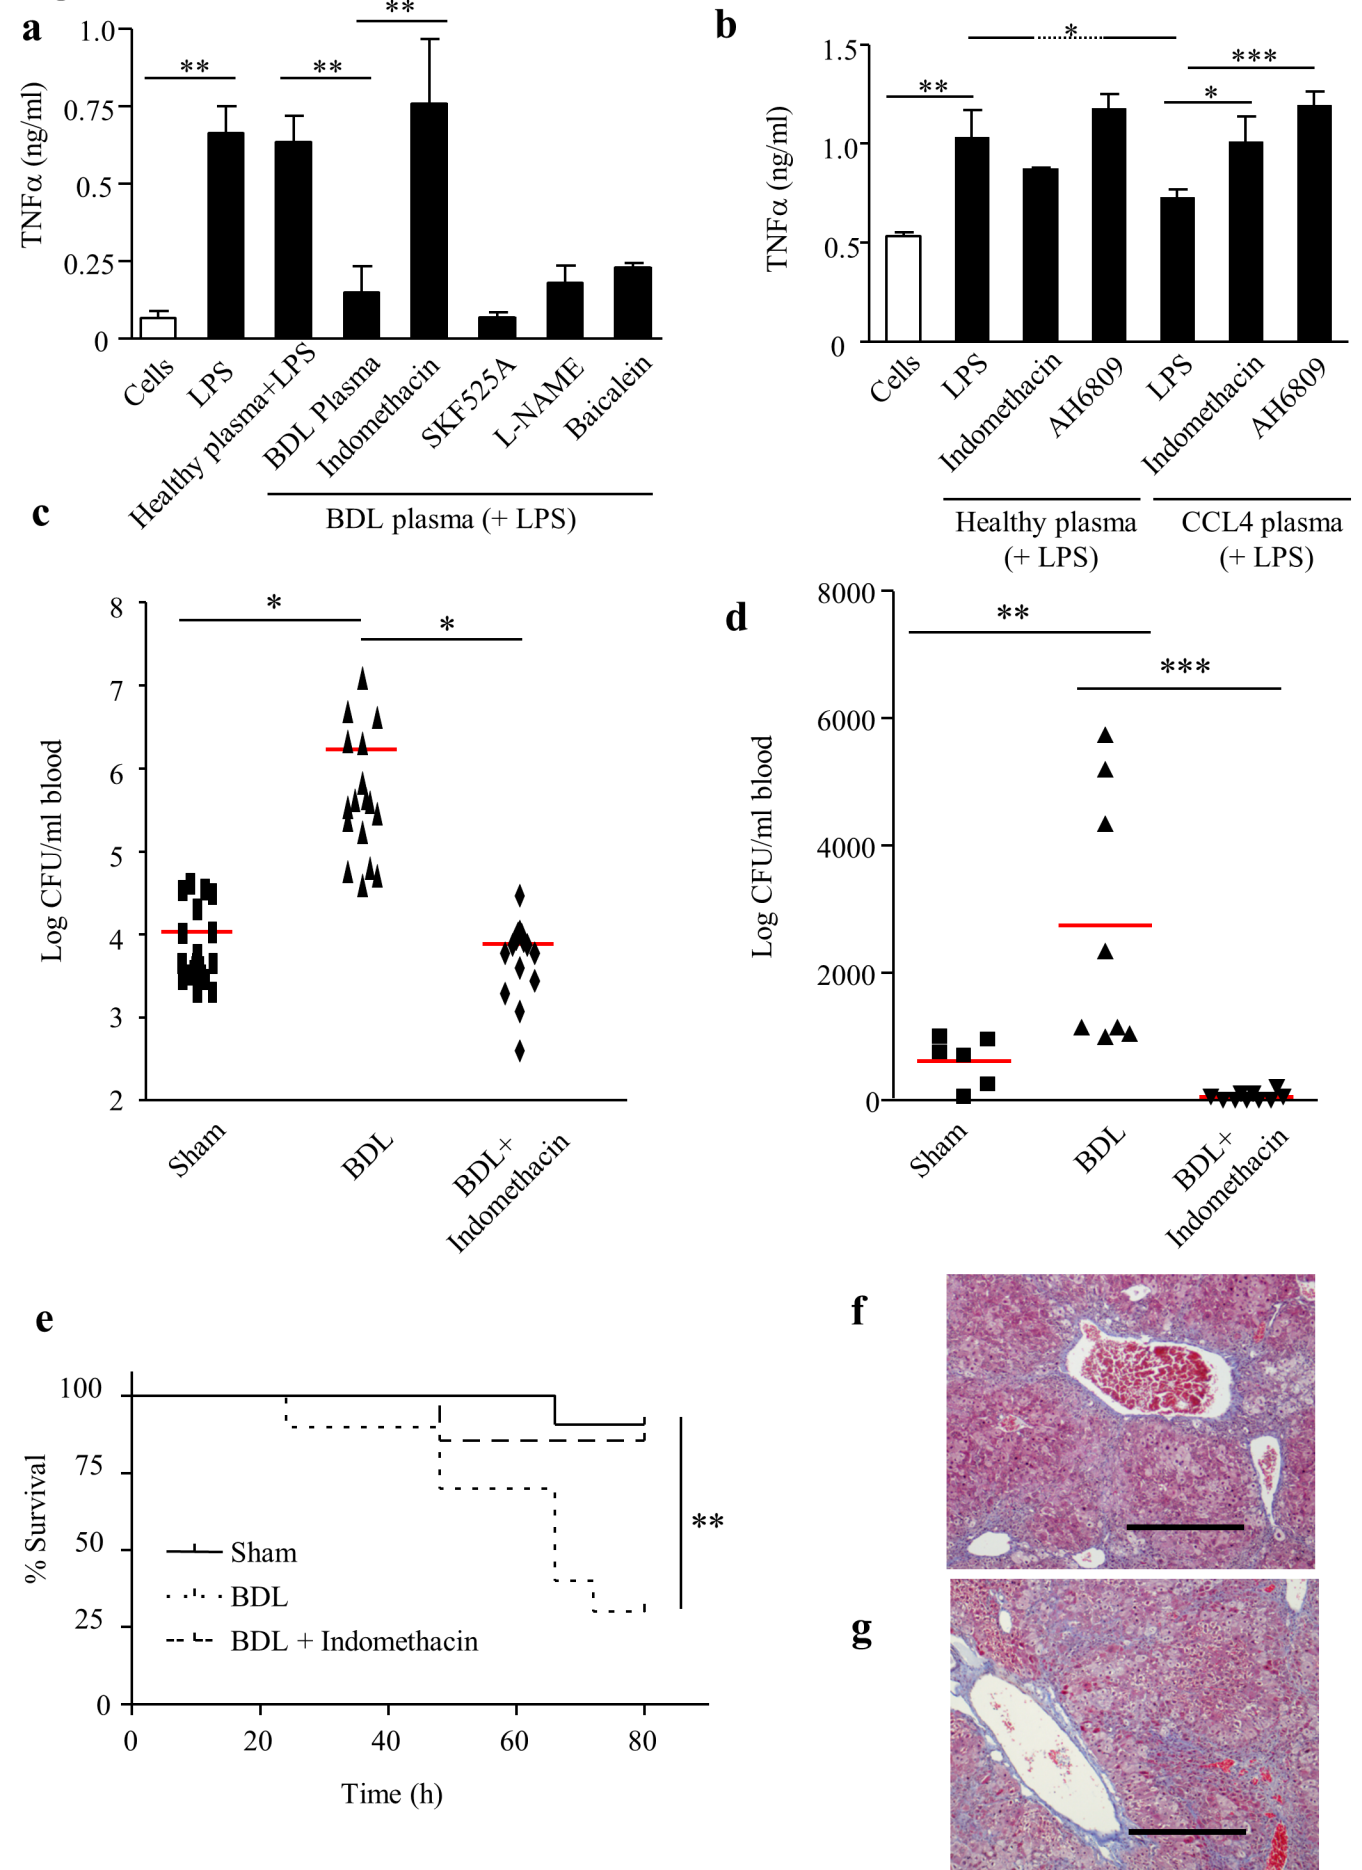 a
**
**
**
1.0
0.75
0.5
0.25
0
TNFα (ng/ml)
Cells
LPS
Healthy plasma+LPS
BDL Plasma
Indomethacin
SKF525A
L-NAME
Baicalein
BDL plasma (+ LPS)
b
*
***
**
*
1.5
1.0
0.5
0
TNFα (ng/ml)
Cells
LPS
Indomethacin
AH6809
LPS
Indomethacin
AH6809
Healthy plasma
(+ LPS)
CCL4 plasma
(+ LPS)
c
*
*
8
7
6
5
4
3
2
Log CFU/ml blood
Sham
BDL
BDL+
Indomethacin
d
**
***
8000
6000
4000
2000
0
Log CFU/ml blood
Sham
BDL
BDL+
Indomethacin
e
100
75
50
25
0
% Survival
Sham
BDL
BDL + Indomethacin
**
0
20
40
60
80
Time (h)
f
g